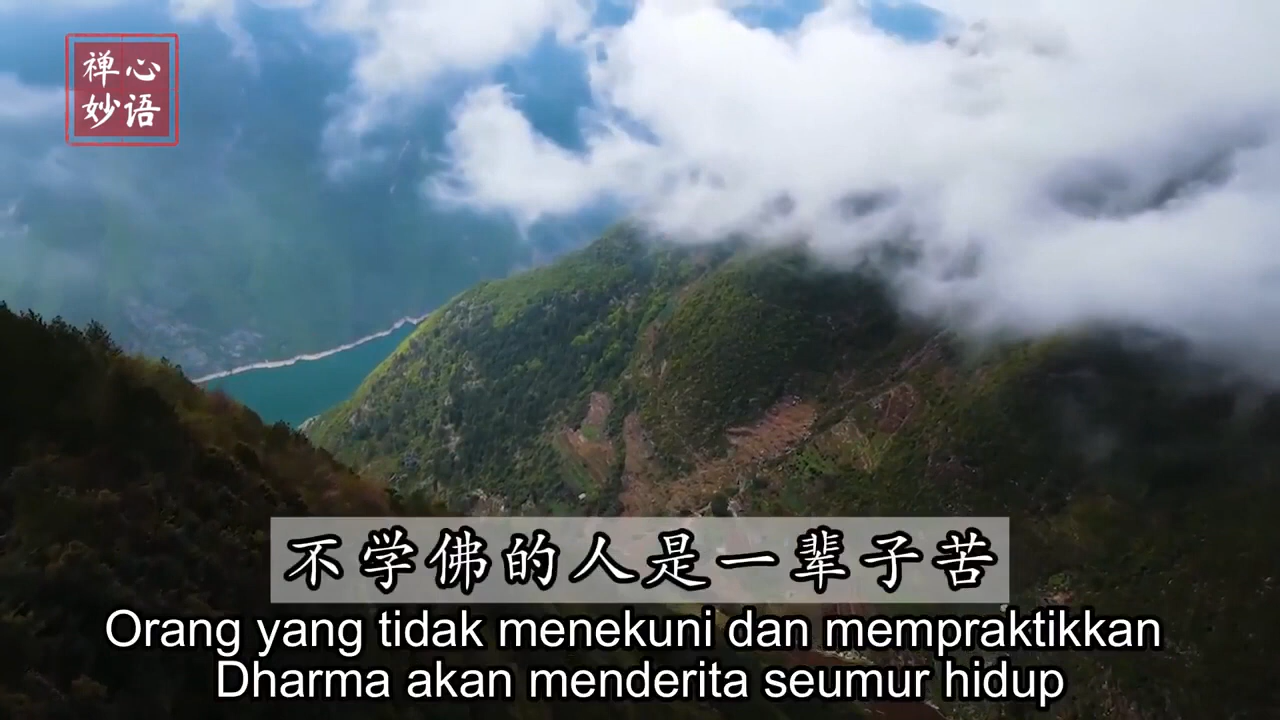 禅心
妙语
不学佛的人是一辈子苦
Orang yang tidak menekuni dan mempraktikkan
Dharma akan menderita seumur hidup